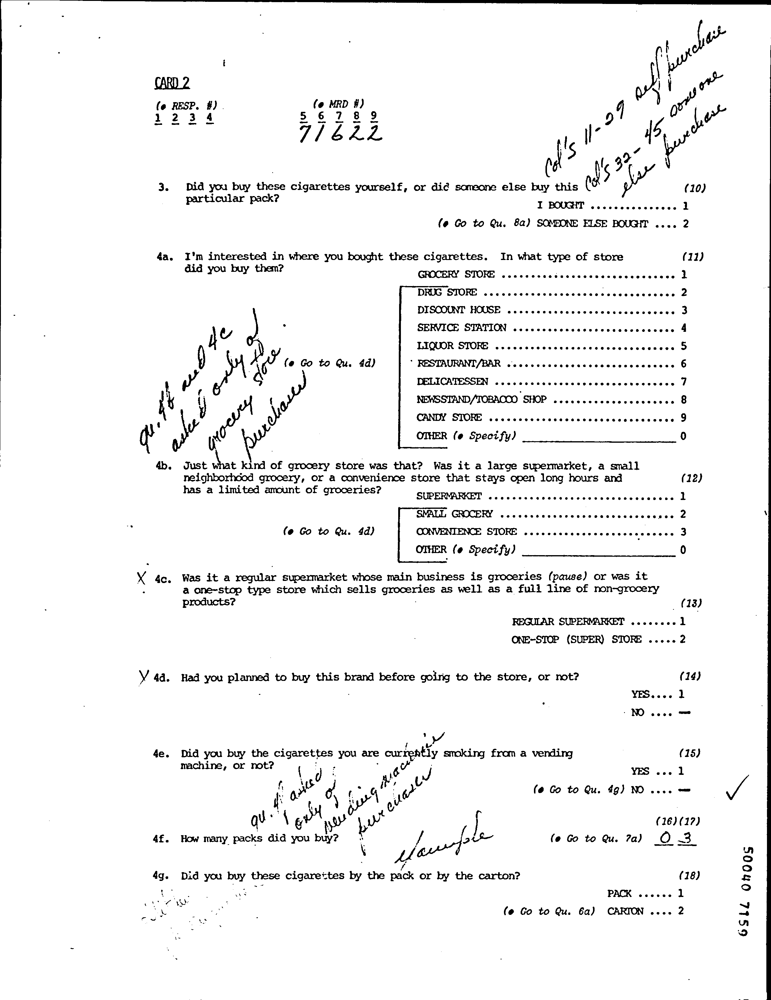 CARD 2
(• RESP. #) (• MRD #)
1 2 3 4 5 6 7 8 9
71622
Col's 11-29 self purchase
Col's 32-45 someone
else purchase
3. Did you buy these cigarettes yourself, or did someone else buy this (10)
particular pack?
I BOUGHT ............... 1
(• Go to Qu. 8a) SOMEONE ELSE BOUGHT .... 2
4a. I'm interested in where you bought these cigarettes. In what type of store (11)
did you buy them?
GROCERY STORE .............................. 1
DRUG STORE ................................. 2
DISCOUNT HOUSE ............................. 3
SERVICE STATION ............................ 4
LIQUOR STORE ............................... 5
(• Go to Qu. 4d) RESTAURANT/BAR ............................. 6
DELICATESSEN ............................... 7
NEWSSTAND/TOBACCO SHOP ..................... 8
CANDY STORE ................................ 9
OTHER (• Specify) ______________________ 0
qu. 4b and 4c
asked only of
grocery store
purchases
4b. Just what kind of grocery store was that? Was it a large supermarket, a small
neighborhood grocery, or a convenience store that stays open long hours and (12)
has a limited amount of groceries?
SUPERMARKET ................................ 1
SMALL GROCERY .............................. 2
(• Go to Qu. 4d) CONVENIENCE STORE .......................... 3
OTHER (• Specify) ______________________ 0
X 4c. Was it a regular supermarket whose main business is groceries (pause) or was it
a one-stop type store which sells groceries as well as a full line of non-grocery
products? (13)
REGULAR SUPERMARKET ........ 1
ONE-STOP (SUPER) STORE ..... 2
4d. Had you planned to buy this brand before going to the store, or not? (14)
YES.... 1
NO .... —
4e. Did you buy the cigarettes you are currently smoking from a vending (15)
machine, or not?
YES ... 1
(• Go to Qu. 4g) NO .... —
qu. 4f asked
only of
vending machine
purchases
(16)(17)
4f. How many packs did you buy? (• Go to Qu. 7a) 0 3
4g. Did you buy these cigarettes by the pack or by the carton? (18)
PACK ...... 1
(• Go to Qu. 6a) CARTON .... 2
50040 7159